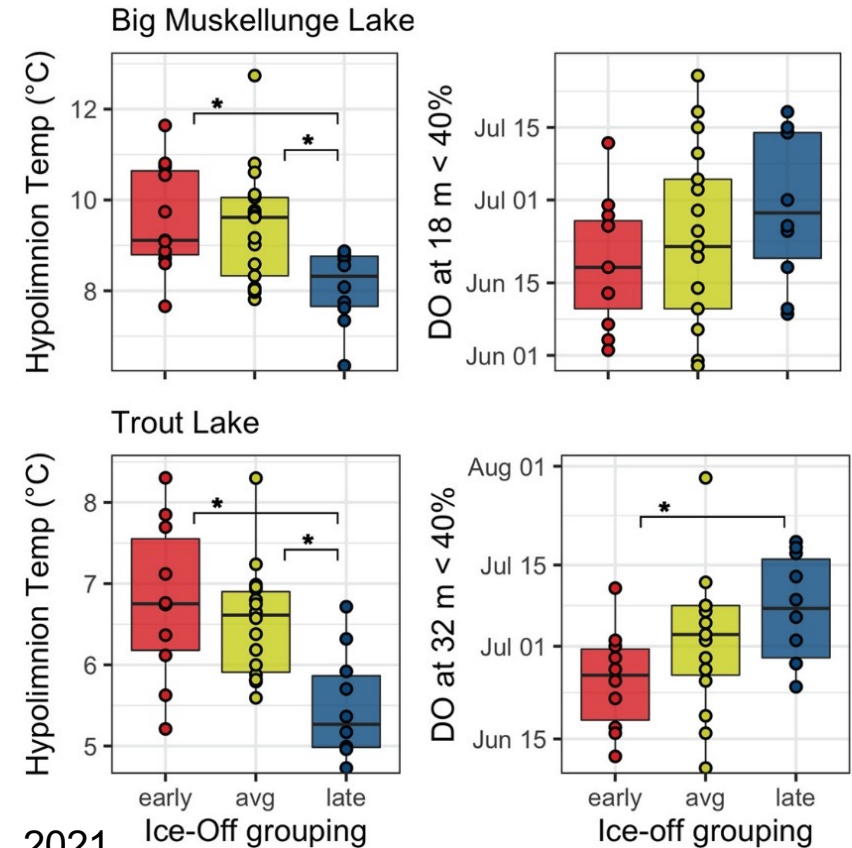 Big Muskellunge Lake
Hypolimnion Temp (°C)
12
10
8
*
*
DO at 18 m < 40%
Jul 15
Jul 01
Jun 15
Jun 01
Trout Lake
Hypolimnion Temp (°C)
8
7
6
5
*
*
early
avg
late
Ice-Off grouping
DO at 32 m < 40%
Aug 01
Jul 15
Jul 01
Jun 15
*
early
avg
late
Ice-off grouping
2021